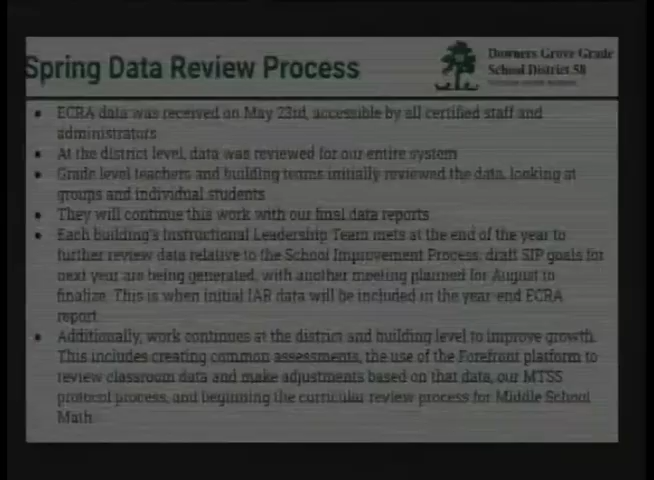 Spring Data Review Process
Downers Grove Grade
School District 58
• ECRA data was received on May 23rd, accessible by all certified staff and
administrators
• At the district level, data was reviewed for our entire system
• Grade level teachers and building teams initially reviewed the data, looking at
groups and individual students
• They will continue this work with our final data reports
• Each building's Instructional Leadership Team mets at the end of the year to
further review data relative to the School Improvement Process; draft SIP goals for
next year are being generated, with another meeting planned for August to
finalize. This is when initial IAR data will be included in the year-end ECRA
report.
• Additionally, work continues at the district and building level to improve growth.
This includes creating common assessments, the use of the Forefront platform to
review classroom data and make adjustments based on that data, our MTSS
protocol process, and beginning the curricular review process for Middle School
Math.